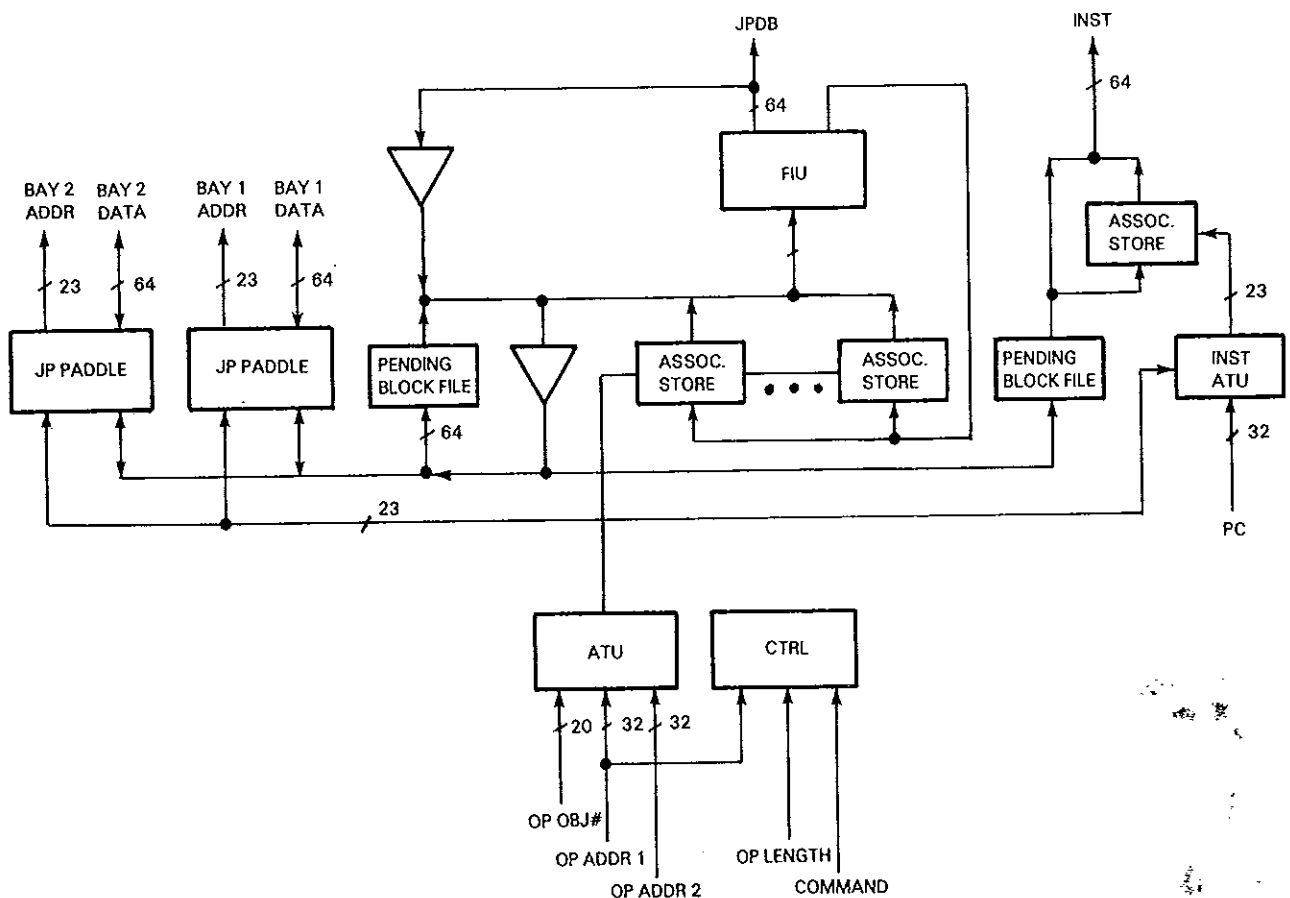 JPDB
INST
64
64
FIU
BAY 2
ADDR
BAY 2
DATA
BAY 1
ADDR
BAY 1
DATA
ASSOC.
STORE
23
64
23
64
23
JP PADDLE
JP PADDLE
PENDING
BLOCK FILE
ASSOC.
STORE
ASSOC.
STORE
PENDING
BLOCK FILE
INST
ATU
64
32
23
PC
ATU
CTRL
20
32
32
OP OBJ#
OP ADDR 1
OP ADDR 2
OP LENGTH
COMMAND